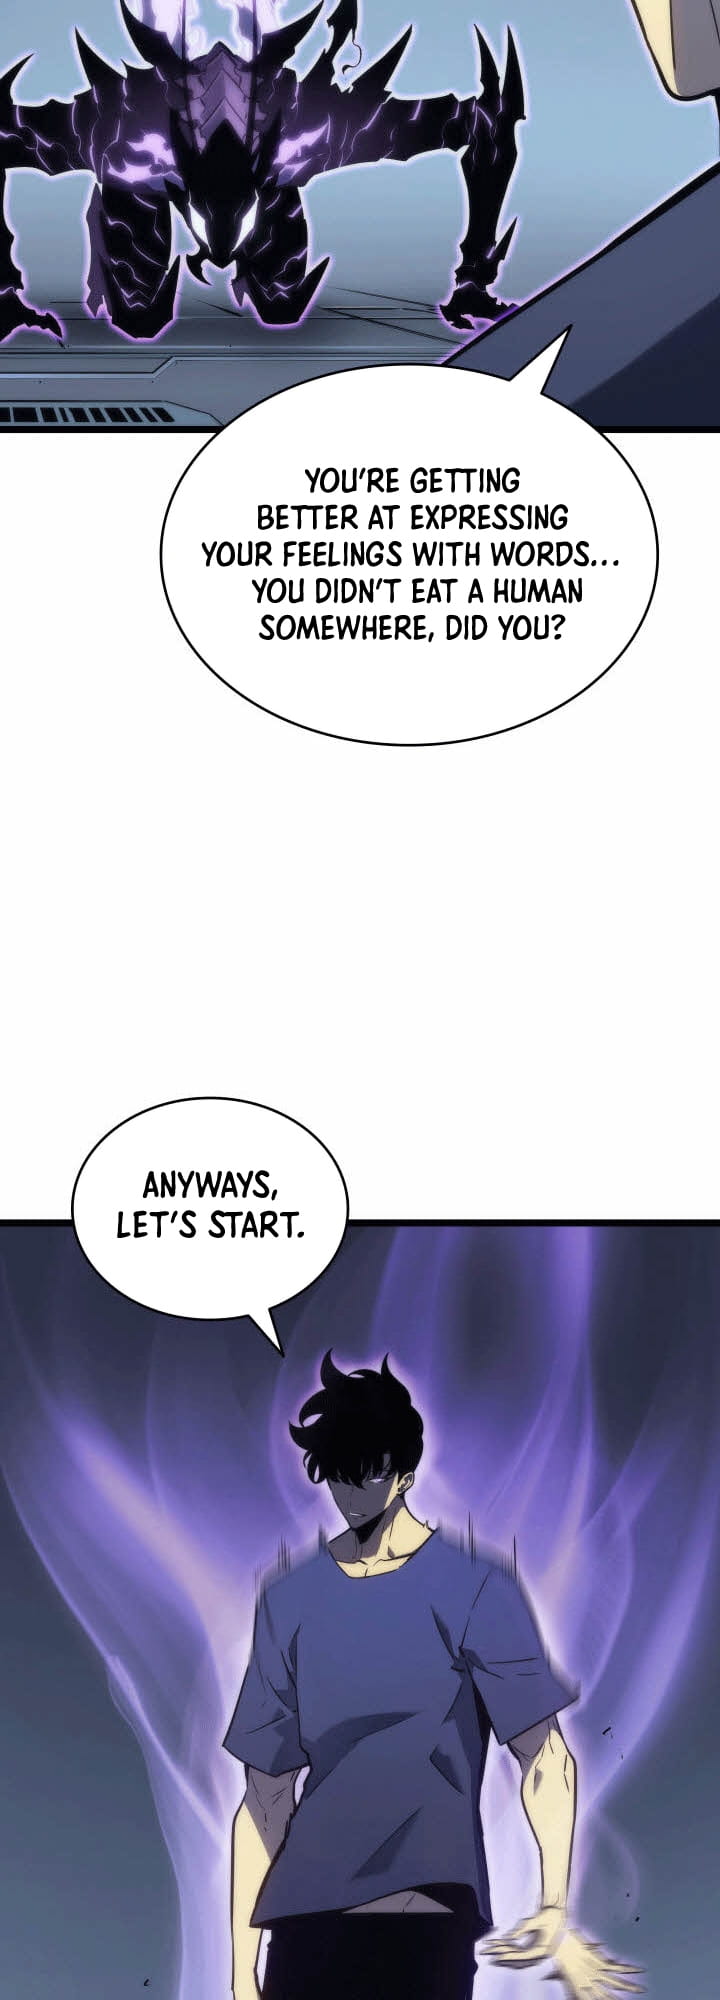 YOU'RE GETTING
BETTER AT EXPRESSING
YOUR FEELINGS WITH WORDS...
YOU DIDN'T EAT A HUMAN
SOMEWHERE, DID YOU?
ANYWAYS,
LET'S START.